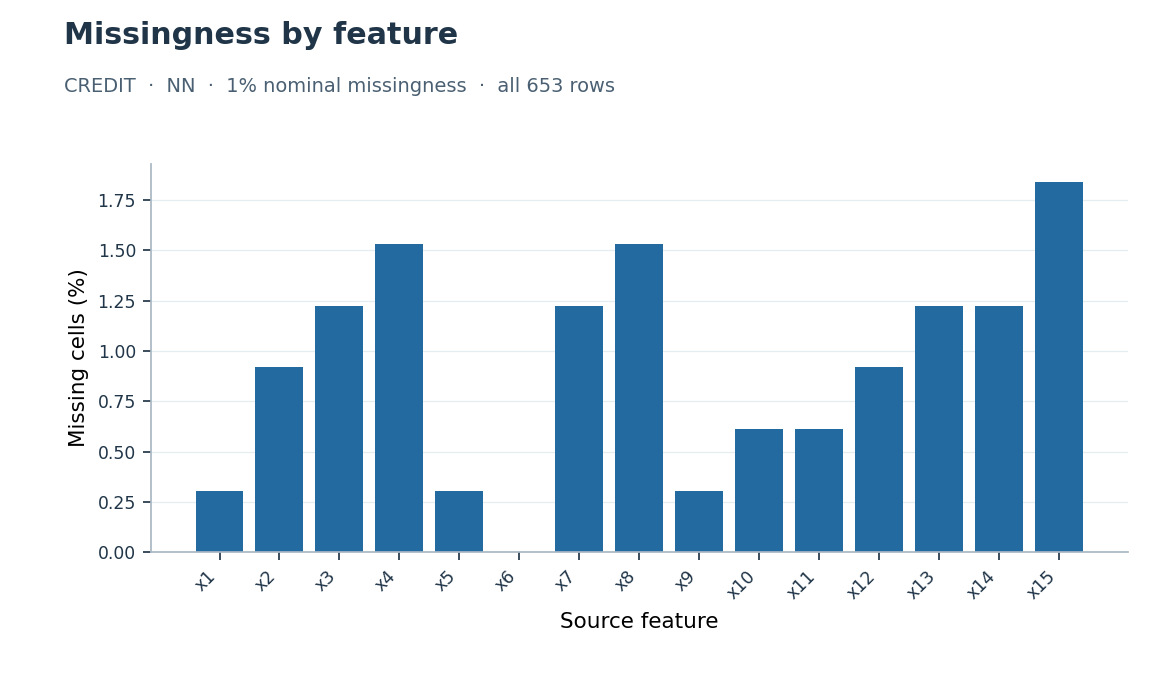 Missingness by feature
CREDIT · NN · 1% nominal missingness · all 653 rows
Missing cells (%)
1.75
1.50
1.25
1.00
0.75
0.50
0.25
0.00
x1 x2 x3 x4 x5 x6 x7 x8 x9 x10 x11 x12 x13 x14 x15
Source feature